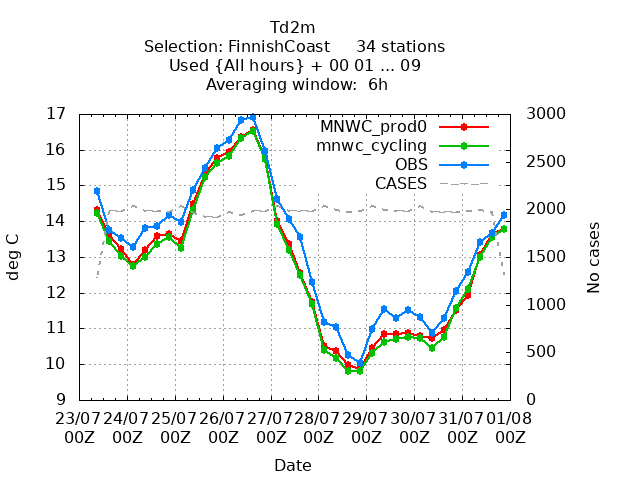 Td2m
Selection: FinnishCoast 34 stations
Used {All hours} + 00 01 ... 09
Averaging window: 6h
17 3000
MNWC_prod0
16 mnwc_cycling 2500
OBS
15 CASES
14 2000
13 1500
12
11 1000
10 500
9 0
deg C
No cases
23/07 24/07 25/07 26/07 27/07 28/07 29/07 30/07 31/07 01/08
00Z 00Z 00Z 00Z 00Z 00Z 00Z 00Z 00Z 00Z
Date